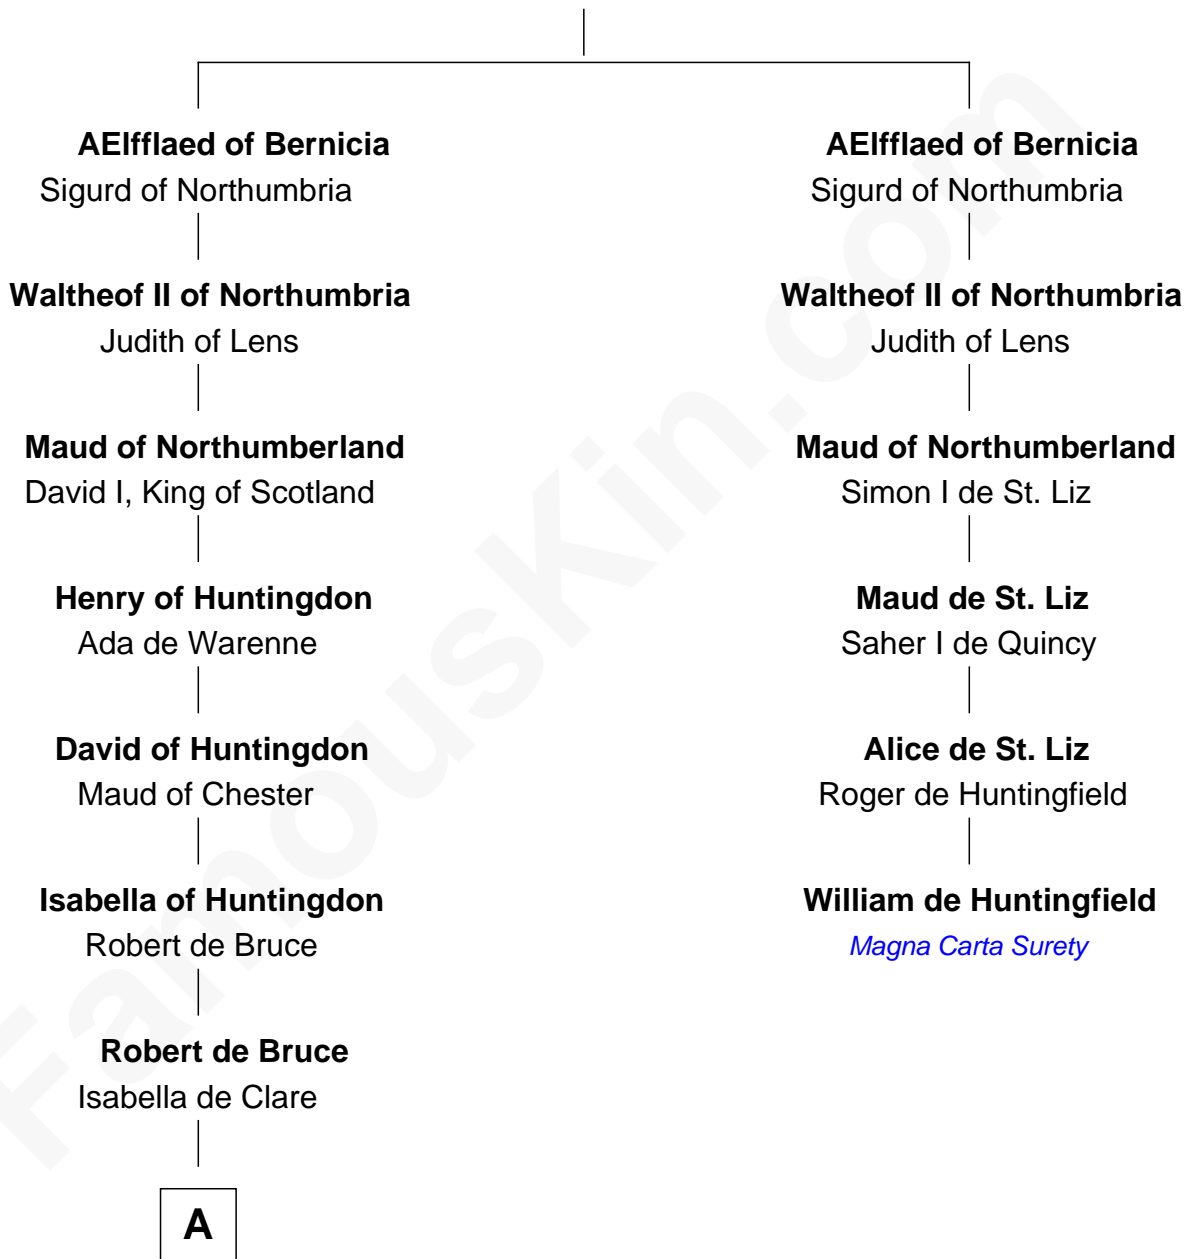 AElfflaed of Bernicia
Sigurd of Northumbria
Waltheof II of Northumbria
Judith of Lens
Maud of Northumberland
David I, King of Scotland
Henry of Huntingdon
Ada de Warenne
David of Huntingdon
Maud of Chester
Isabella of Huntingdon
Robert de Bruce
Robert de Bruce
Isabella de Clare
A
AElfflaed of Bernicia
Sigurd of Northumbria
Waltheof II of Northumbria
Judith of Lens
Maud of Northumberland
Simon I de St. Liz
Maud de St. Liz
Saher I de Quincy
Alice de St. Liz
Roger de Huntingfield
William de Huntingfield
Magna Carta Surety
FamousKin.com